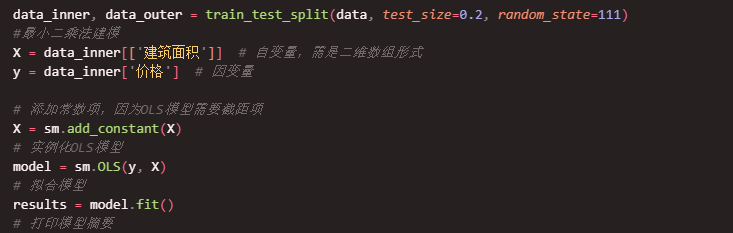 data_inner, data_outer = train_test_split(data, test_size=0.2, random_state=111)
#最小二乘法建模
X = data_inner[['建筑面积']]  # 自变量，需是二维数组形式
y = data_inner['价格']  # 因变量
# 添加常数项，因为OLS模型需要截距项
X = sm.add_constant(X)
# 实例化OLS模型
model = sm.OLS(y, X)
# 拟合模型
results = model.fit()
# 打印模型摘要